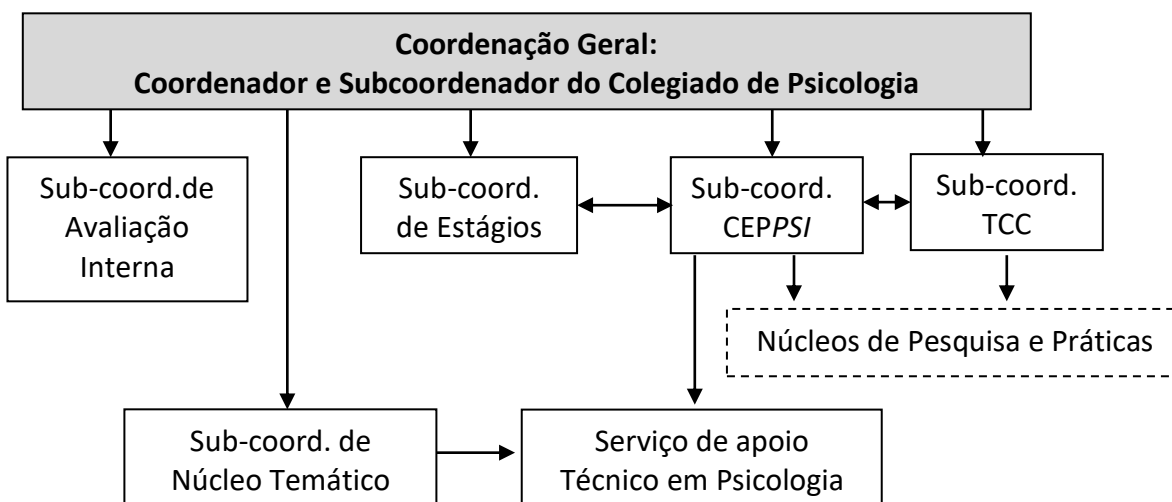 Coordenação Geral:
Coordenador e Subcoordenador do Colegiado de Psicologia
Sub-coord.de
Avaliação
Interna
Sub-coord.
de Estágios
Sub-coord.
CEPPSI
Sub-coord.
TCC
Núcleos de Pesquisa e Práticas
Sub-coord. de
Núcleo Temático
Serviço de apoio
Técnico em Psicologia